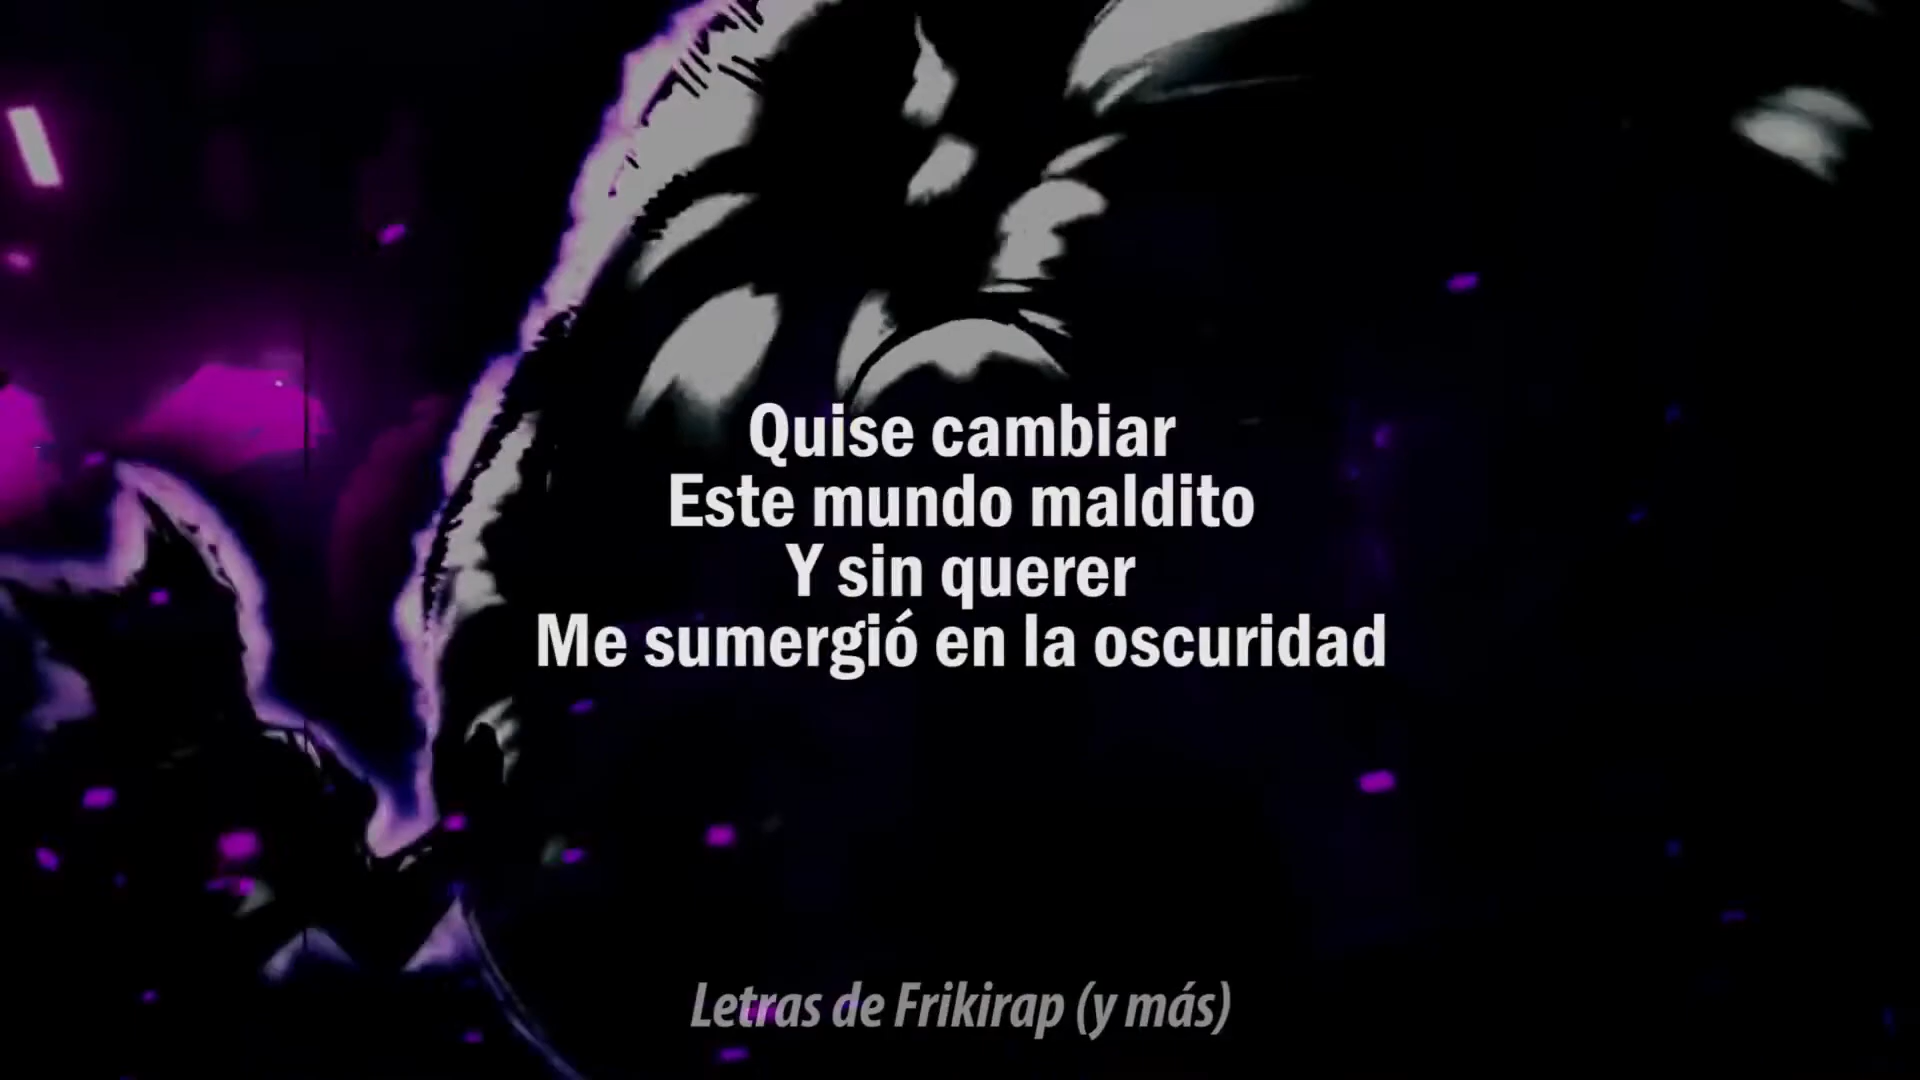 Quise cambiar
Este mundo maldito
Y sin querer
Me sumergió en la oscuridad
Letras de Frikirap (y más)